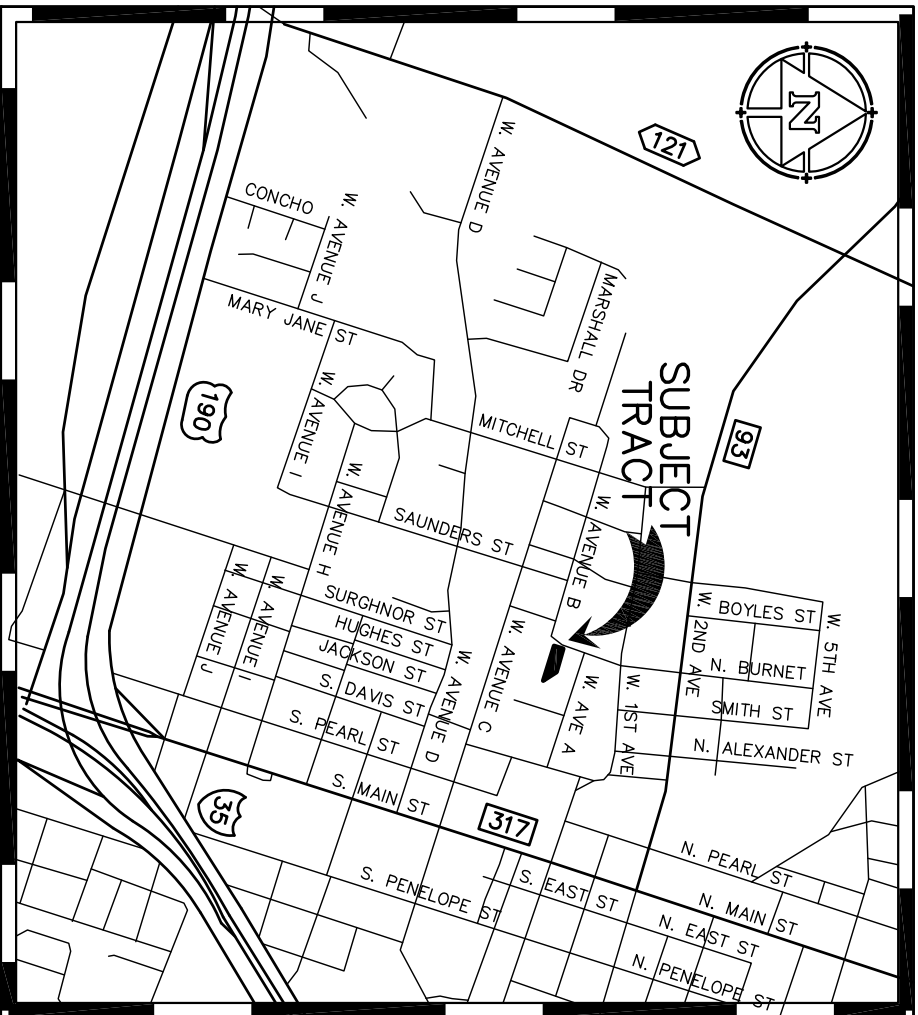 N
121
W. AVENUE D
CONCHO
W. AVENUE J
MARSHALL DR
MARY JANE ST
SUBJECT
TRACT
190
W. AVENUE I
MITCHELL ST
93
W. AVENUE H
SAUNDERS ST
W. AVENUE B
W. AVENUE J
W. AVENUE I
SURGHNOR ST
HUGHES ST
JACKSON ST
S. DAVIS ST
S. PEARL ST
W. AVENUE D
W. AVENUE C
W. AVE A
W. 1ST AVE
W. 2ND AVE
BOYLES ST
W. 5TH AVE
N. BURNET
SMITH ST
N. ALEXANDER ST
S. MAIN ST
35
317
N. PEARL ST
S. PENELOPE ST
S. EAST ST
N. MAIN ST
N. EAST ST
N. PENELOPE ST